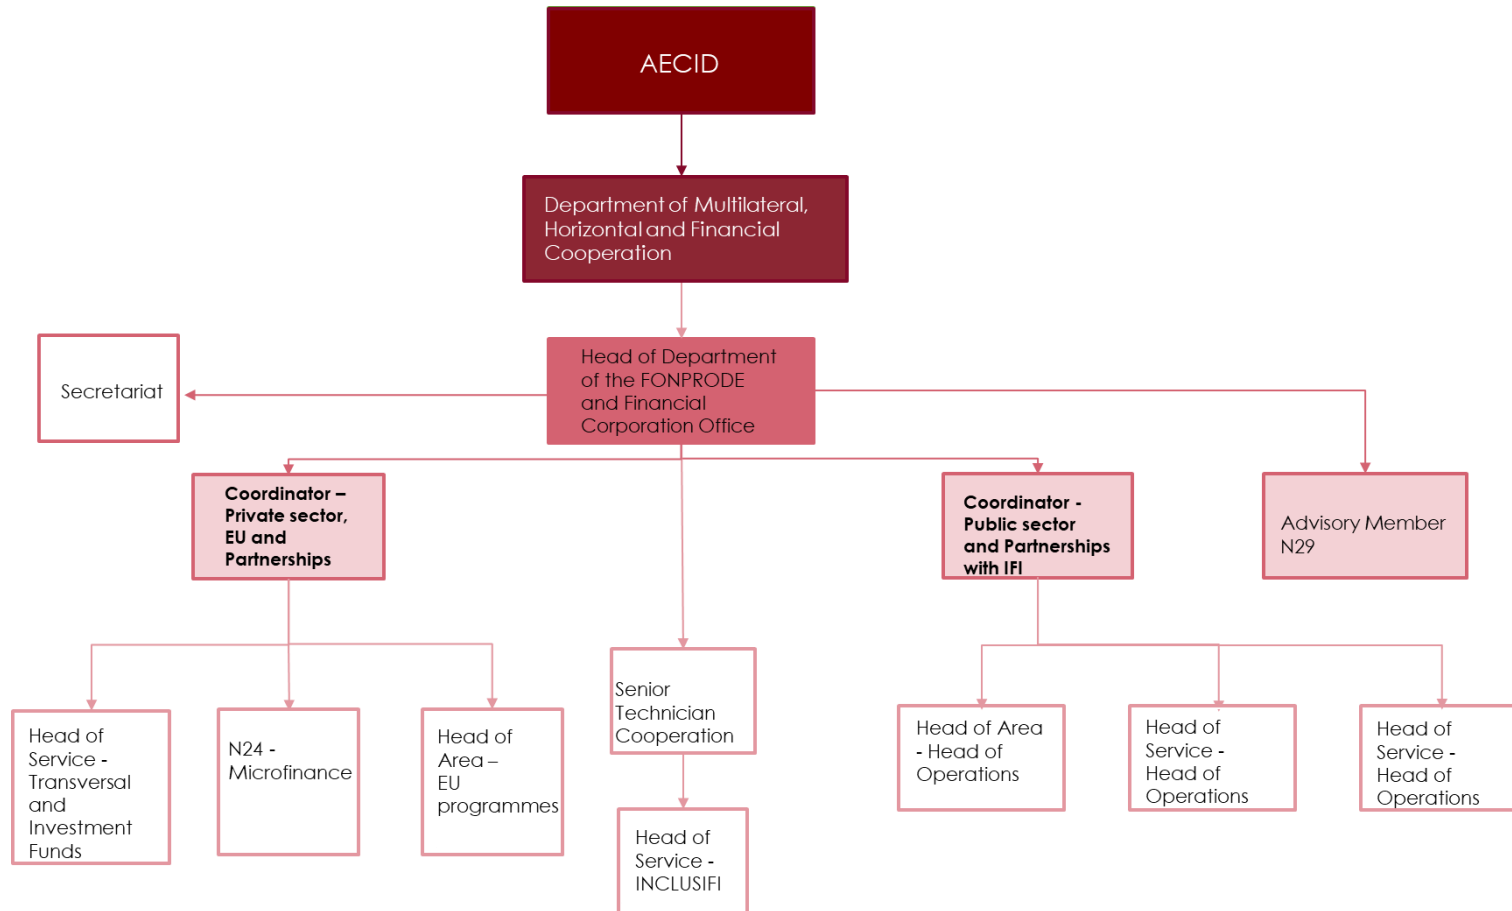 AECID
Department of Multilateral,
Horizontal and Financial
Cooperation
Secretariat
Head of Department
of the FONPRODE
and Financial
Corporation Office
Coordinator –
Private sector,
EU and
Partnerships
Coordinator -
Public sector
and Partnerships
with IFI
Advisory Member
N29
Head of
Service -
Transversal
and
Investment
Funds
N24 -
Microfinance
Head of
Area –
EU
programmes
Senior
Technician
Cooperation
Head of
Service -
INCLUSIFI
Head of Area
- Head of
Operations
Head of
Service -
Head of
Operations
Head of
Service -
Head of
Operations